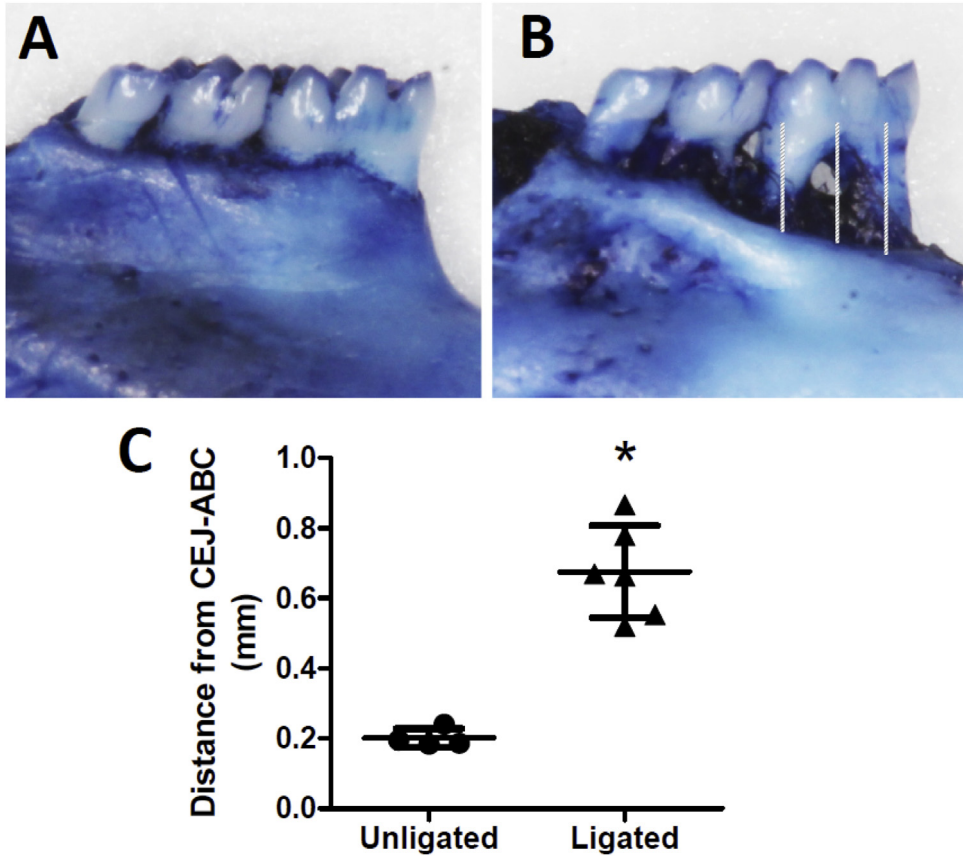 A
B
C
Distance from CEJ-ABC
(mm)
1.0
0.8
0.6
0.4
0.2
0.0
*
Unligated
Ligated